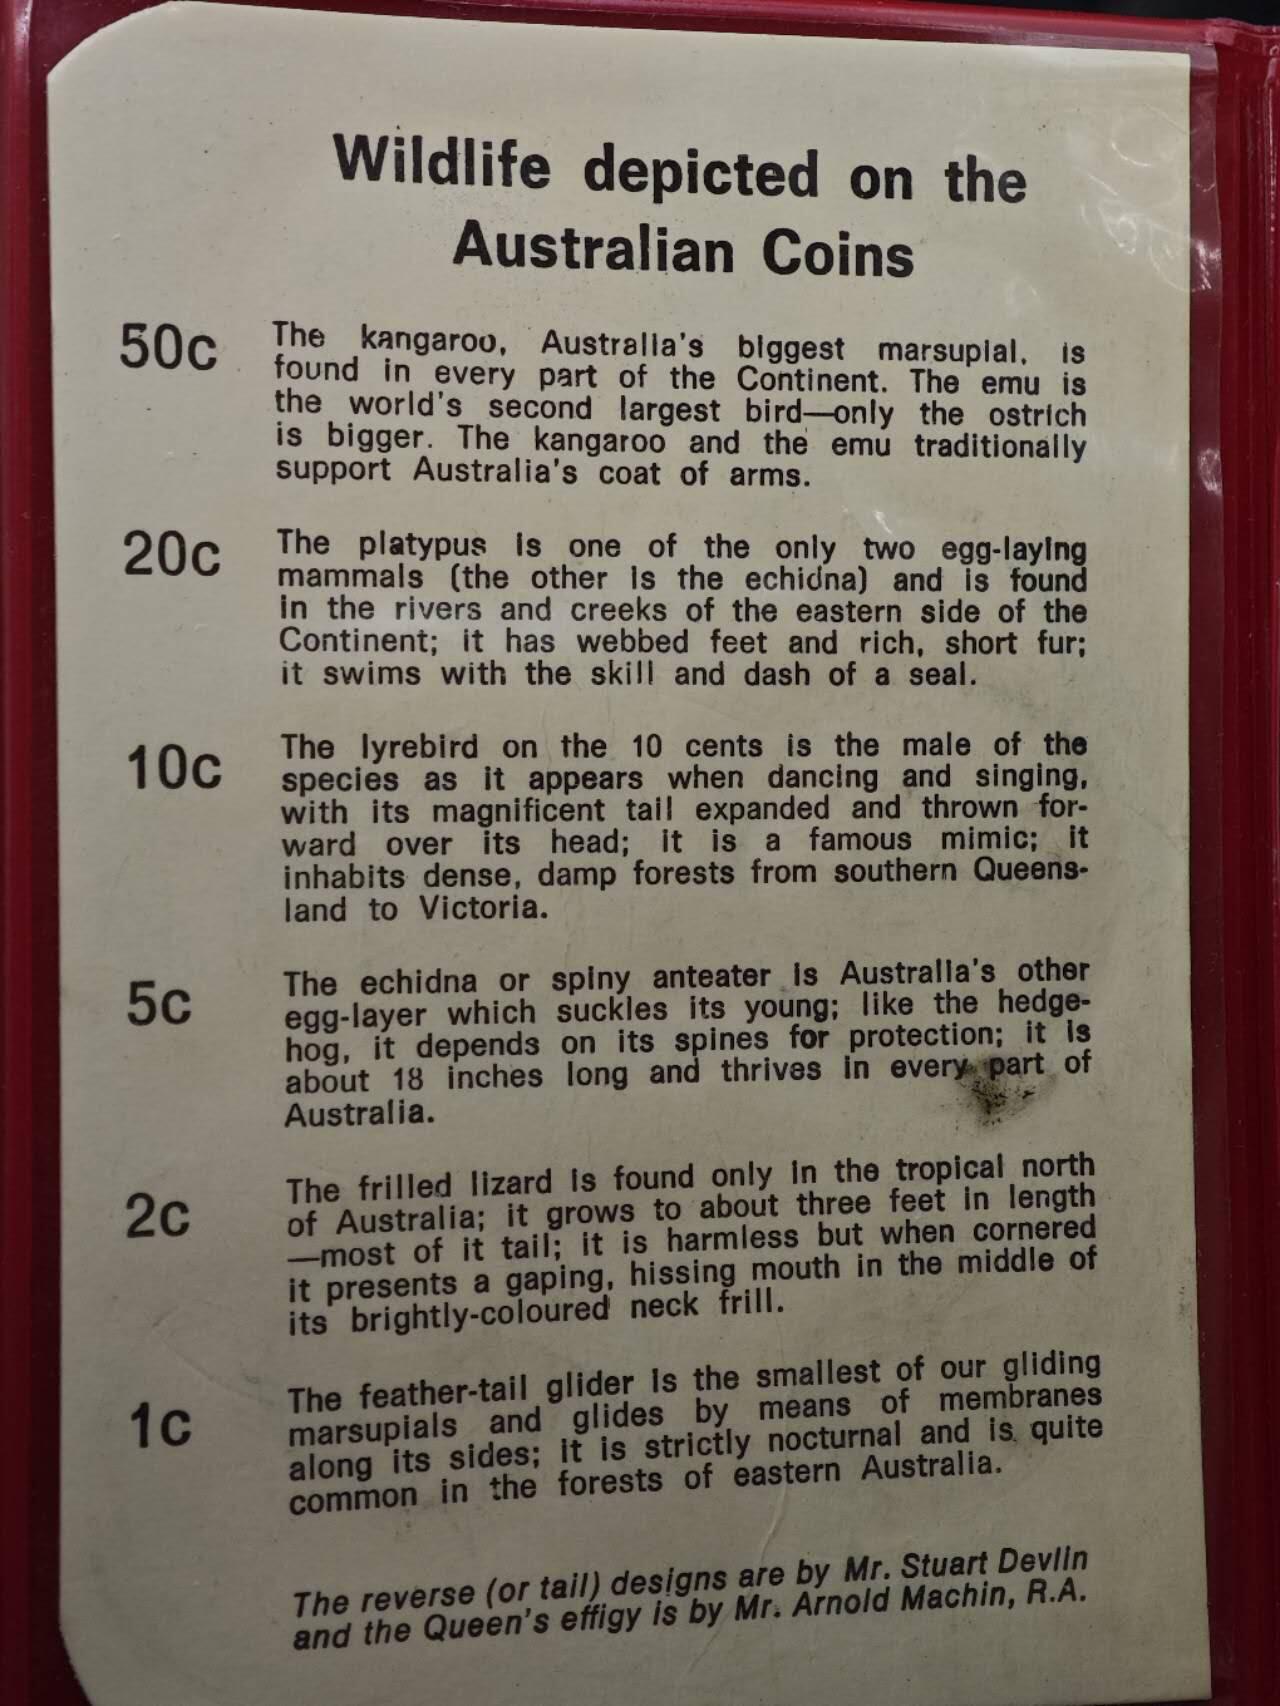 Wildlife depicted on the
Australian Coins
50c
The kangaroo, Australia's biggest marsupial, is
found in every part of the Continent. The emu is
the world's second largest bird—only the ostrich
is bigger. The kangaroo and the emu traditionally
support Australia's coat of arms.
20c
The platypus is one of the only two egg-laying
mammals (the other is the echidna) and is found
in the rivers and creeks of the eastern side of the
Continent; it has webbed feet and rich, short fur;
it swims with the skill and dash of a seal.
10c
The lyrebird on the 10 cents is the male of the
species as it appears when dancing and singing,
with its magnificent tail expanded and thrown for-
ward over its head; it is a famous mimic; it
inhabits dense, damp forests from southern Queens-
land to Victoria.
5c
The echidna or spiny anteater is Australia's other
egg-layer which suckles its young; like the hedge-
hog, it depends on its spines for protection; it is
about 18 inches long and thrives in every part of
Australia.
2c
The frilled lizard is found only in the tropical north
of Australia; it grows to about three feet in length
—most of it tail; it is harmless but when cornered
it presents a gaping, hissing mouth in the middle of
its brightly-coloured neck frill.
1c
The feather-tail glider is the smallest of our gliding
marsupials and glides by means of membranes
along its sides; it is strictly nocturnal and is quite
common in the forests of eastern Australia.
The reverse (or tail) designs are by Mr. Stuart Devlin
and the Queen's effigy is by Mr. Arnold Machin, R.A.